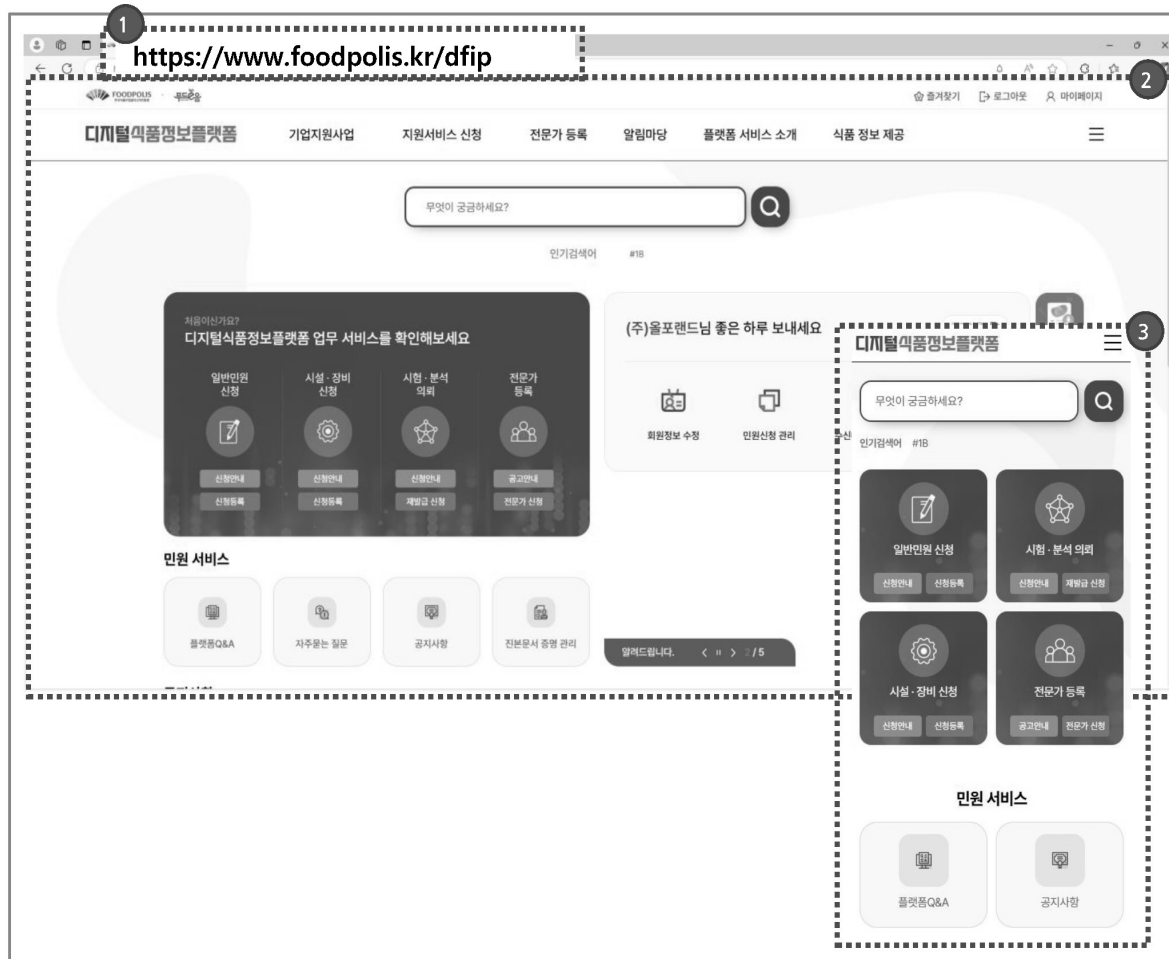 1
https://www.foodpolis.kr/dfip
2
FOODPOLIS
즐겨찾기 로그아웃 마이페이지
디지털식품정보플랫폼 기업지원사업 지원서비스 신청 전문가 등록 알림마당 플랫폼 서비스 소개 식품 정보 제공
무엇이 궁금하세요?
인기검색어 #1B
처음이신가요?
디지털식품정보플랫폼 업무 서비스를 확인해보세요
일반민원 시설·장비 시험·분석 전문가
신청 신청 의뢰 등록
신청안내 신청안내 신청안내 공고안내
신청등록 신청등록 재발급 신청 전문가 신청
(주)올포랜드님 좋은 하루 보내세요
회원정보 수정 민원신청 관리
민원 서비스
플랫폼Q&A 자주묻는 질문 공지사항 진본문서 증명 관리
알려드립니다. 2 / 5
3
디지털식품정보플랫폼
무엇이 궁금하세요?
인기검색어 #1B
일반민원 신청 시험·분석 의뢰
신청안내 신청등록 신청안내 재발급 신청
시설·장비 신청 전문가 등록
신청안내 신청등록 공고안내 전문가 신청
민원 서비스
플랫폼Q&A 공지사항